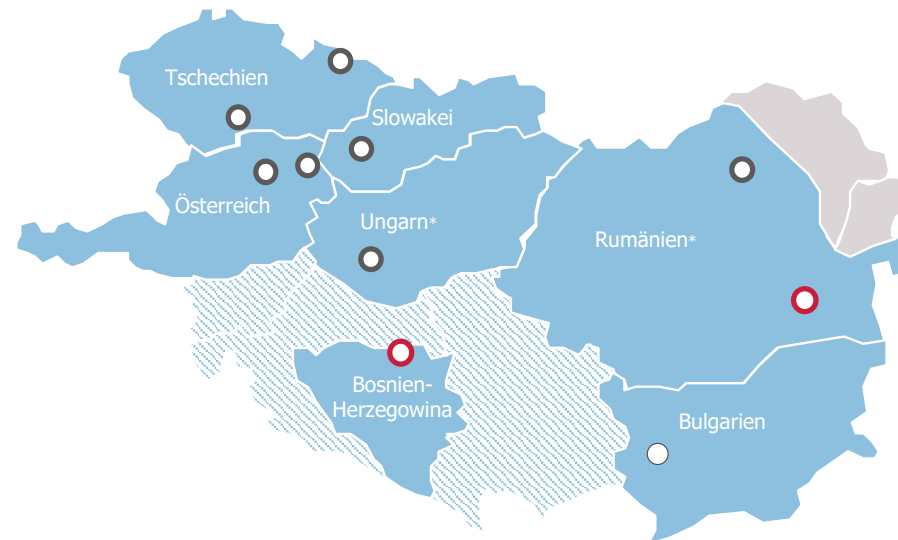 Tschechien
Slowakei
Österreich
Ungarn*
Rumänien*
Bosnien-
Herzegowina
Bulgarien